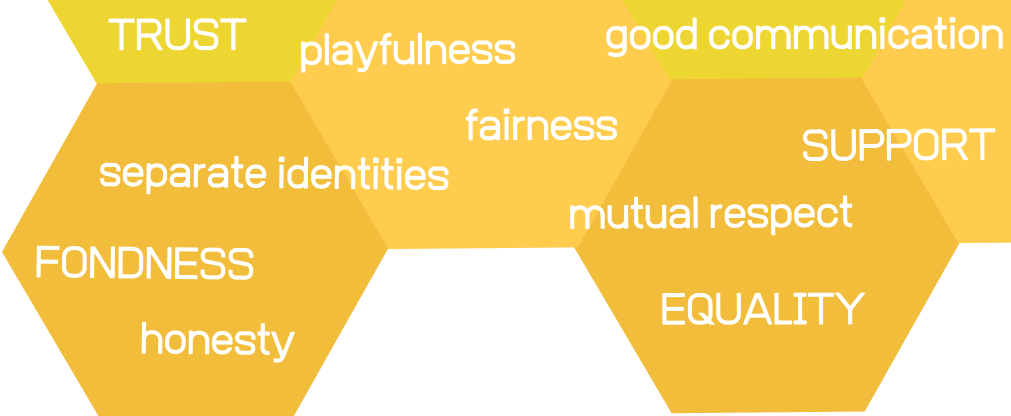 TRUST
playfulness
good communication
fairness
SUPPORT
separate identities
mutual respect
FONDNESS
EQUALITY
honesty